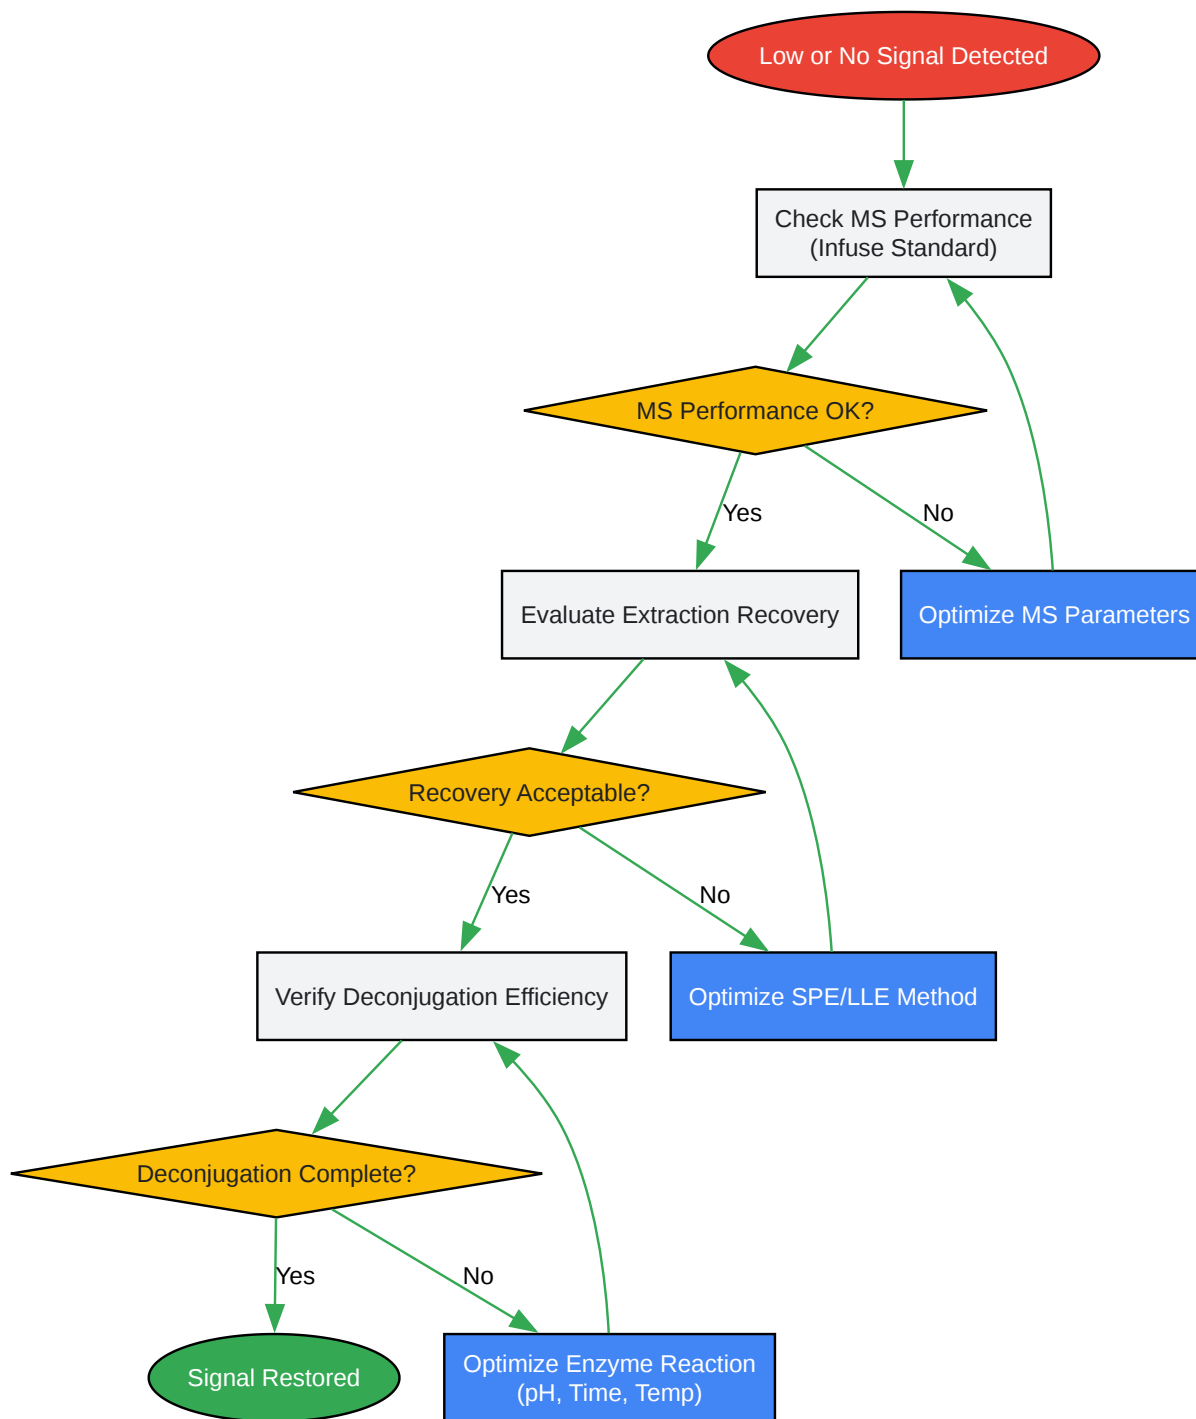 Low or No Signal Detected
Check MS Performance
(Infuse Standard)
MS Performance OK?
Yes
No
Evaluate Extraction Recovery
Optimize MS Parameters
Recovery Acceptable?
Yes
No
Verify Deconjugation Efficiency
Optimize SPE/LLE Method
Deconjugation Complete?
Yes
No
Signal Restored
Optimize Enzyme Reaction
(pH, Time, Temp)